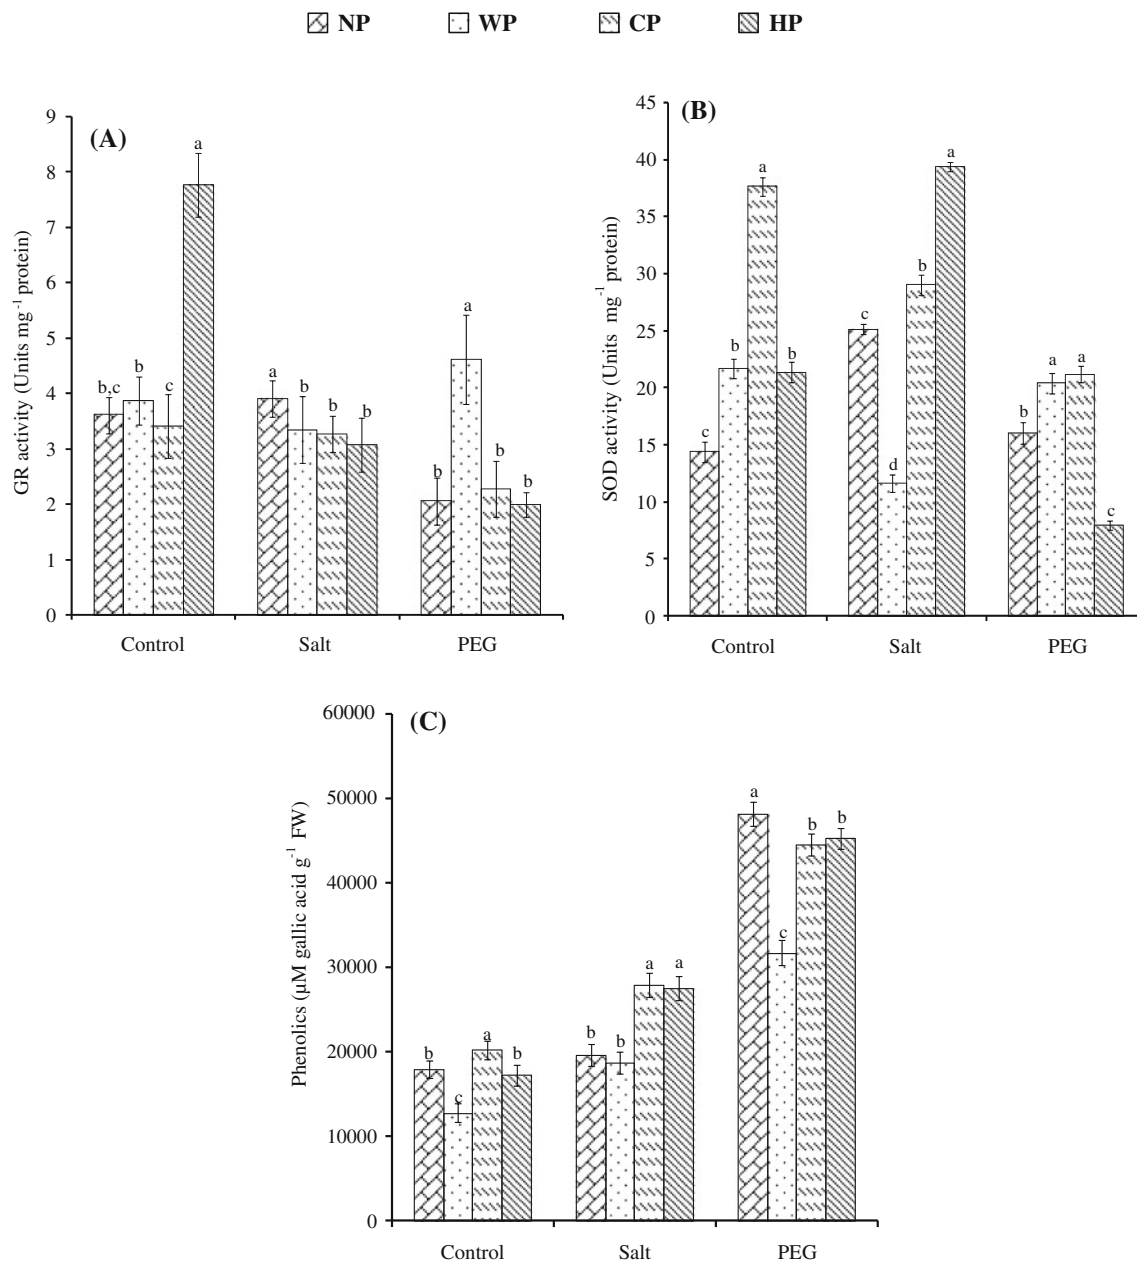 NP WP CP HP
(A)
GR activity (Units mg-1 protein)
9
8
7
6
5
4
3
2
1
0
b,c b c a
a b b b
b a b b
Control Salt PEG
(B)
SOD activity (Units mg-1 protein)
45
40
35
30
25
20
15
10
5
0
c b a b
c d b a
b a a c
Control Salt PEG
(C)
Phenolics (µM gallic acid g-1 FW)
60000
50000
40000
30000
20000
10000
0
b c a b
b b a a
a c b b
Control Salt PEG